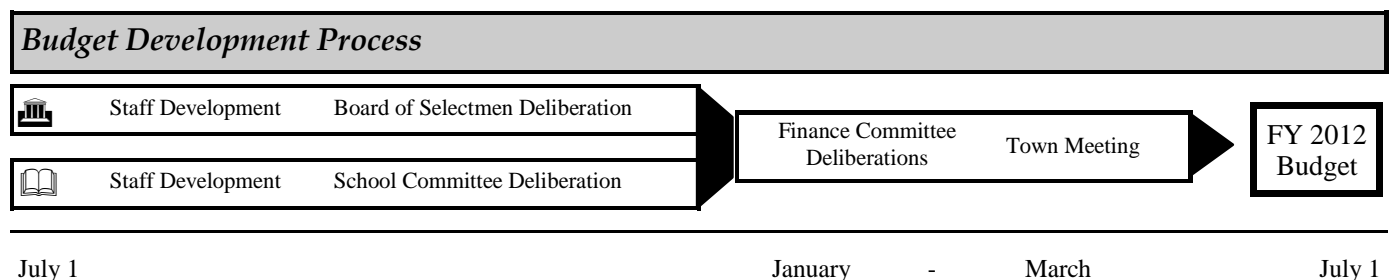 Budget Development Process
Staff Development Board of Selectmen Deliberation
Staff Development School Committee Deliberation
Finance Committee
Deliberations
Town Meeting
FY 2012
Budget
July 1 January - March July 1